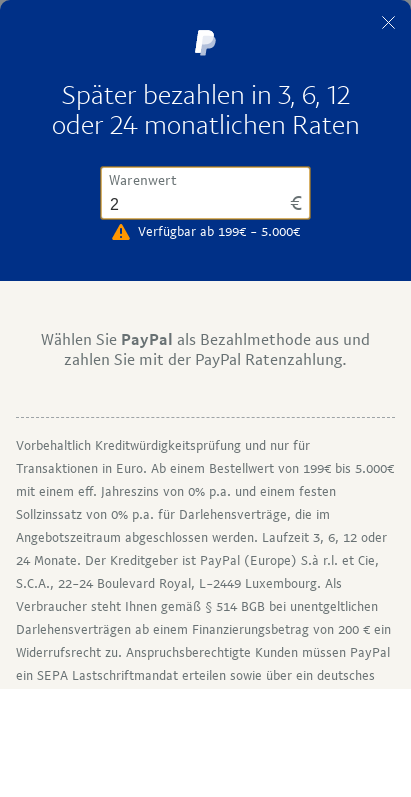 Später bezahlen in 3, 6, 12
oder 24 monatlichen Raten
Warenwert
2 €
Verfügbar ab 199€ - 5.000€
Wählen Sie PayPal als Bezahlmethode aus und
zahlen Sie mit der PayPal Ratenzahlung.
Vorbehaltlich Kreditwürdigkeitsprüfung und nur für
Transaktionen in Euro. Ab einem Bestellwert von 199€ bis 5.000€
mit einem eff. Jahreszins von 0% p.a. und einem festen
Sollzinssatz von 0% p.a. für Darlehensverträge, die im
Angebotszeitraum abgeschlossen werden. Laufzeit 3, 6, 12 oder
24 Monate. Der Kreditgeber ist PayPal (Europe) S.à r.l. et Cie,
S.C.A., 22-24 Boulevard Royal, L-2449 Luxembourg. Als
Verbraucher steht Ihnen gemäß § 514 BGB bei unentgeltlichen
Darlehensverträgen ab einem Finanzierungsbetrag von 200 € ein
Widerrufsrecht zu. Anspruchsberechtigte Kunden müssen PayPal
ein SEPA Lastschriftmandat erteilen sowie über ein deutsches